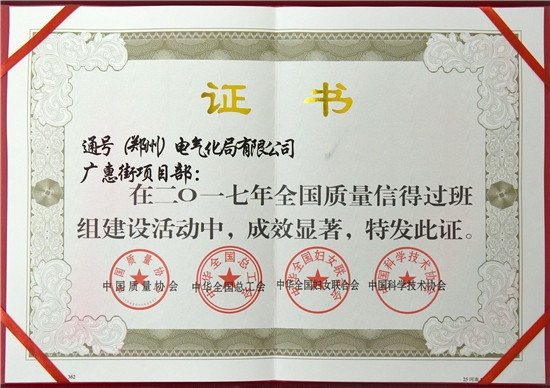 证 书
通号（郑州）电气化局有限公司
广惠街项目部：
在二〇一七年全国质量信得过班
组建设活动中，成效显著，特发此证。
中国质量协会 中华全国总工会 中华全国妇女联合会 中国科学技术协会
中国质量协会 中华全国总工会 中华全国妇女联合会 中国科学技术协会
362